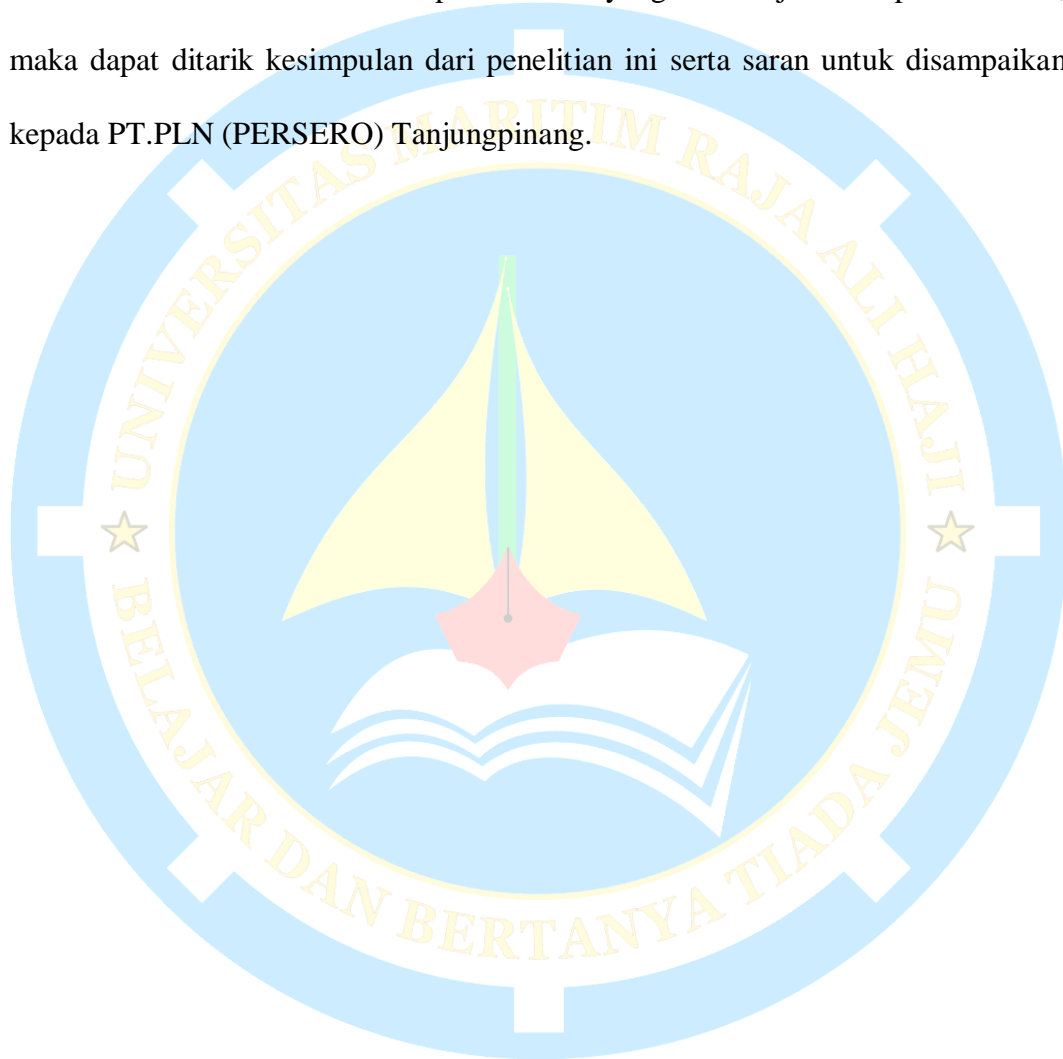 maka dapat ditarik kesimpulan dari penelitian ini serta saran untuk disampaikan
kepada PT.PLN (PERSERO) Tanjungpinang.
UNIVERSITAS MARITIM RAJA ALI HAJI
BELAJAR DAN BERTANYA TIADA JEMU